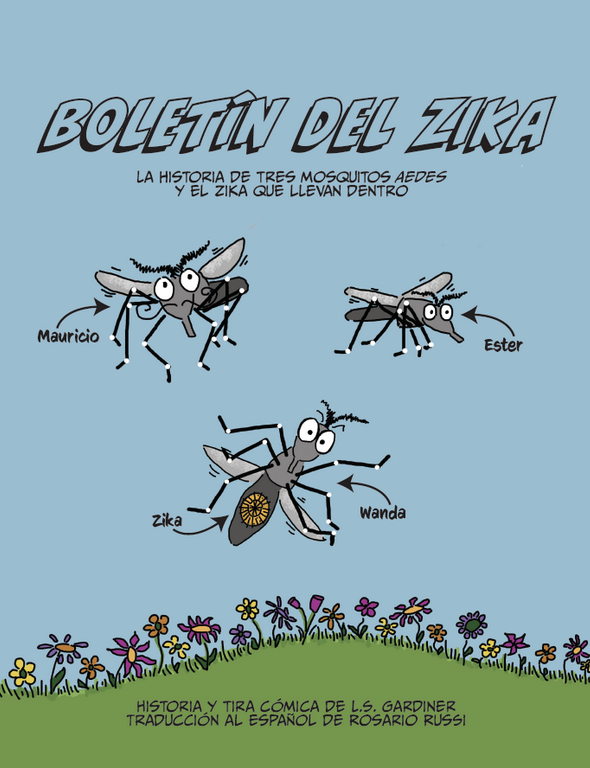 BOLETÍN DEL ZIKA
LA HISTORIA DE TRES MOSQUITOS AEDES
Y EL ZIKA QUE LLEVAN DENTRO
Mauricio
Ester
Zika
Wanda
HISTORIA Y TIRA CÓMICA DE L.S. GARDINER
TRADUCCIÓN AL ESPAÑOL DE ROSARIO RUSSI